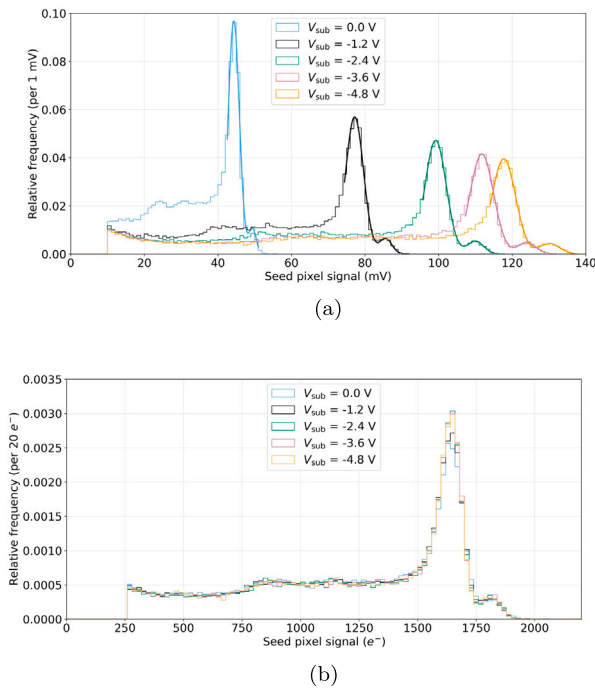 0.10
0.08
0.06
0.04
0.02
0.00
Relative frequency (per 1 mV)
V_sub = 0.0 V
V_sub = -1.2 V
V_sub = -2.4 V
V_sub = -3.6 V
V_sub = -4.8 V
0 20 40 60 80 100 120 140
Seed pixel signal (mV)
(a)
0.0035
0.0030
0.0025
0.0020
0.0015
0.0010
0.0005
0.0000
Relative frequency (per 20 e⁻)
V_sub = 0.0 V
V_sub = -1.2 V
V_sub = -2.4 V
V_sub = -3.6 V
V_sub = -4.8 V
0 250 500 750 1000 1250 1500 1750 2000
Seed pixel signal (e⁻)
(b)